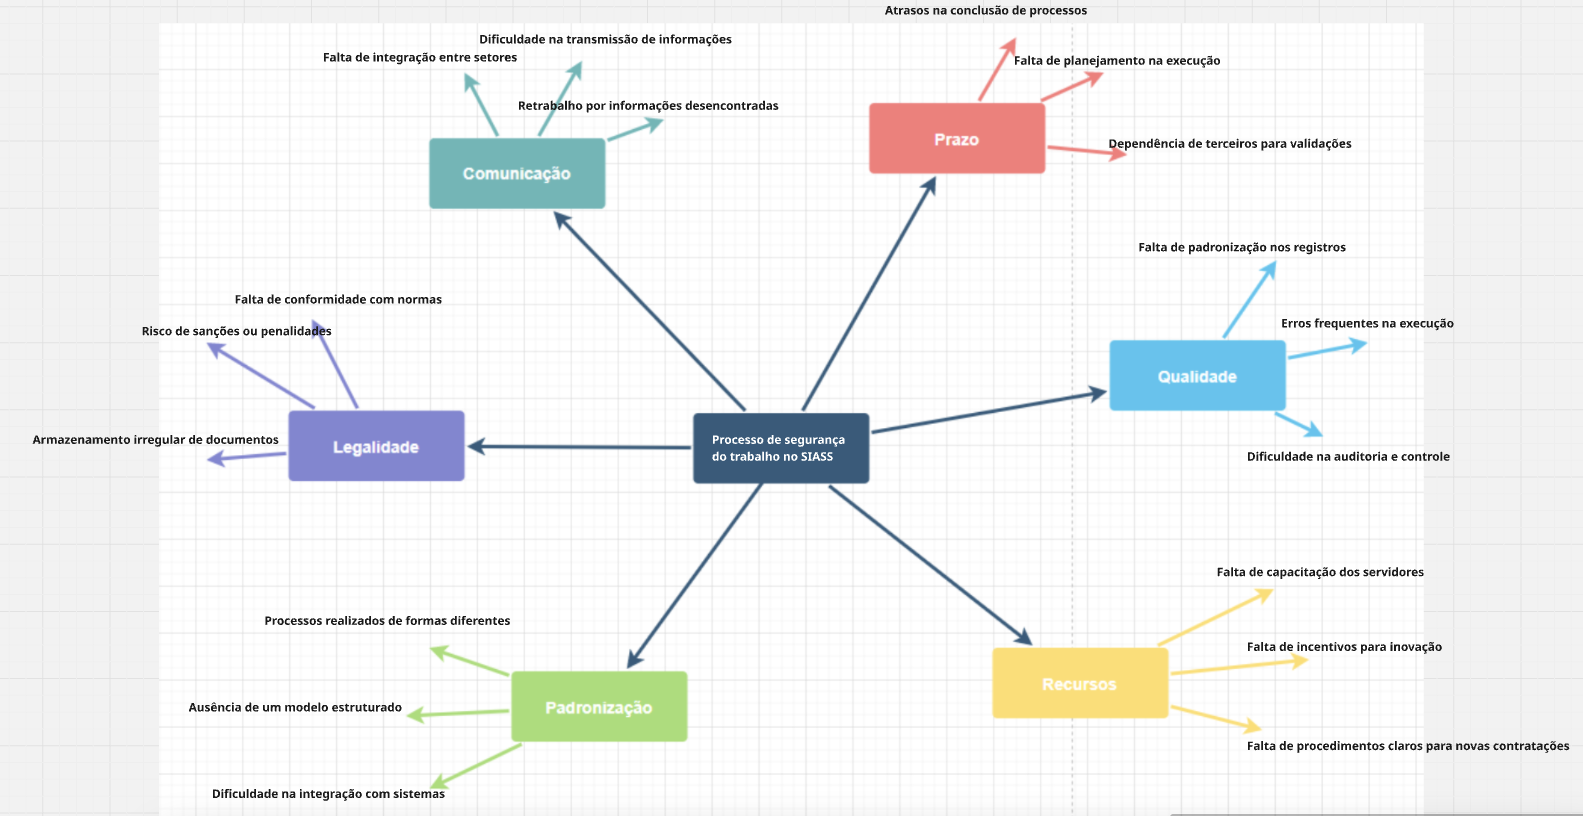 Atrasos na conclusão de processos
Dificuldade na transmissão de informações
Falta de integração entre setores
Falta de planejamento na execução
Retrabalho por informações desencontradas
Prazo
Dependência de terceiros para validações
Comunicação
Falta de padronização nos registros
Falta de conformidade com normas
Risco de sanções ou penalidades
Erros frequentes na execução
Qualidade
Armazenamento irregular de documentos
Legalidade
Processo de segurança
do trabalho no SIASS
Dificuldade na auditoria e controle
Falta de capacitação dos servidores
Processos realizados de formas diferentes
Falta de incentivos para inovação
Recursos
Ausência de um modelo estruturado
Padronização
Falta de procedimentos claros para novas contratações
Dificuldade na integração com sistemas